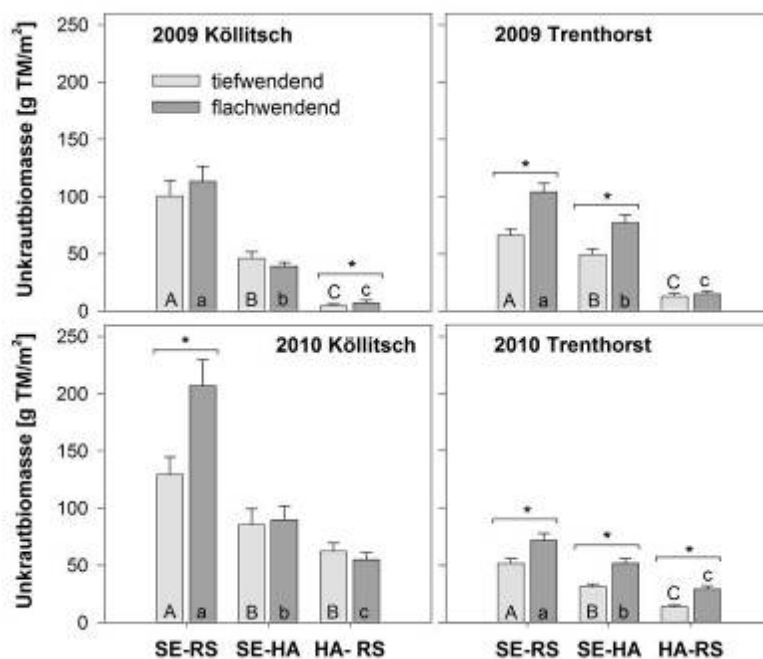 Unkrautbiomasse [g TM/m²]
250
200
150
100
50
0
2009 Köllitsch
tiefwendend
flachwendend
*
A a B b C c
2009 Trenthorst
* *
A a B b C c
Unkrautbiomasse [g TM/m²]
250
200
150
100
50
0
2010 Köllitsch
*
A a B b B c
2010 Trenthorst
* * *
A a B b C c
SE-RS SE-HA HA- RS
SE-RS SE-HA HA-RS